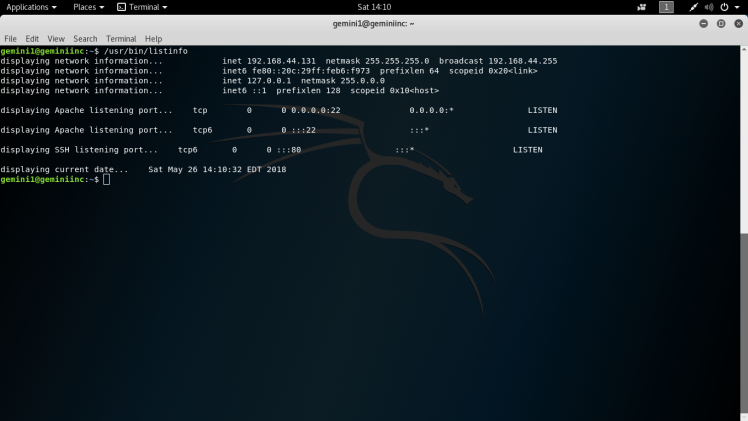 Applications Places Terminal Sat 14:10 1
gemini1@geminiinc: ~
File Edit View Search Terminal Help
gemini1@geminiinc:~$ /usr/bin/listinfo
displaying network information... inet 192.168.44.131 netmask 255.255.255.0 broadcast 192.168.44.255
displaying network information... inet6 fe80::20c:29ff:feb6:f973 prefixlen 64 scopeid 0x20<link>
displaying network information... inet 127.0.0.1 netmask 255.0.0.0
displaying network information... inet6 ::1 prefixlen 128 scopeid 0x10<host>
displaying Apache listening port... tcp 0 0 0.0.0.0:22 0.0.0.0:* LISTEN
displaying Apache listening port... tcp6 0 0 :::22 :::* LISTEN
displaying SSH listening port... tcp6 0 0 :::80 :::* LISTEN
displaying current date... Sat May 26 14:10:32 EDT 2018
gemini1@geminiinc:~$